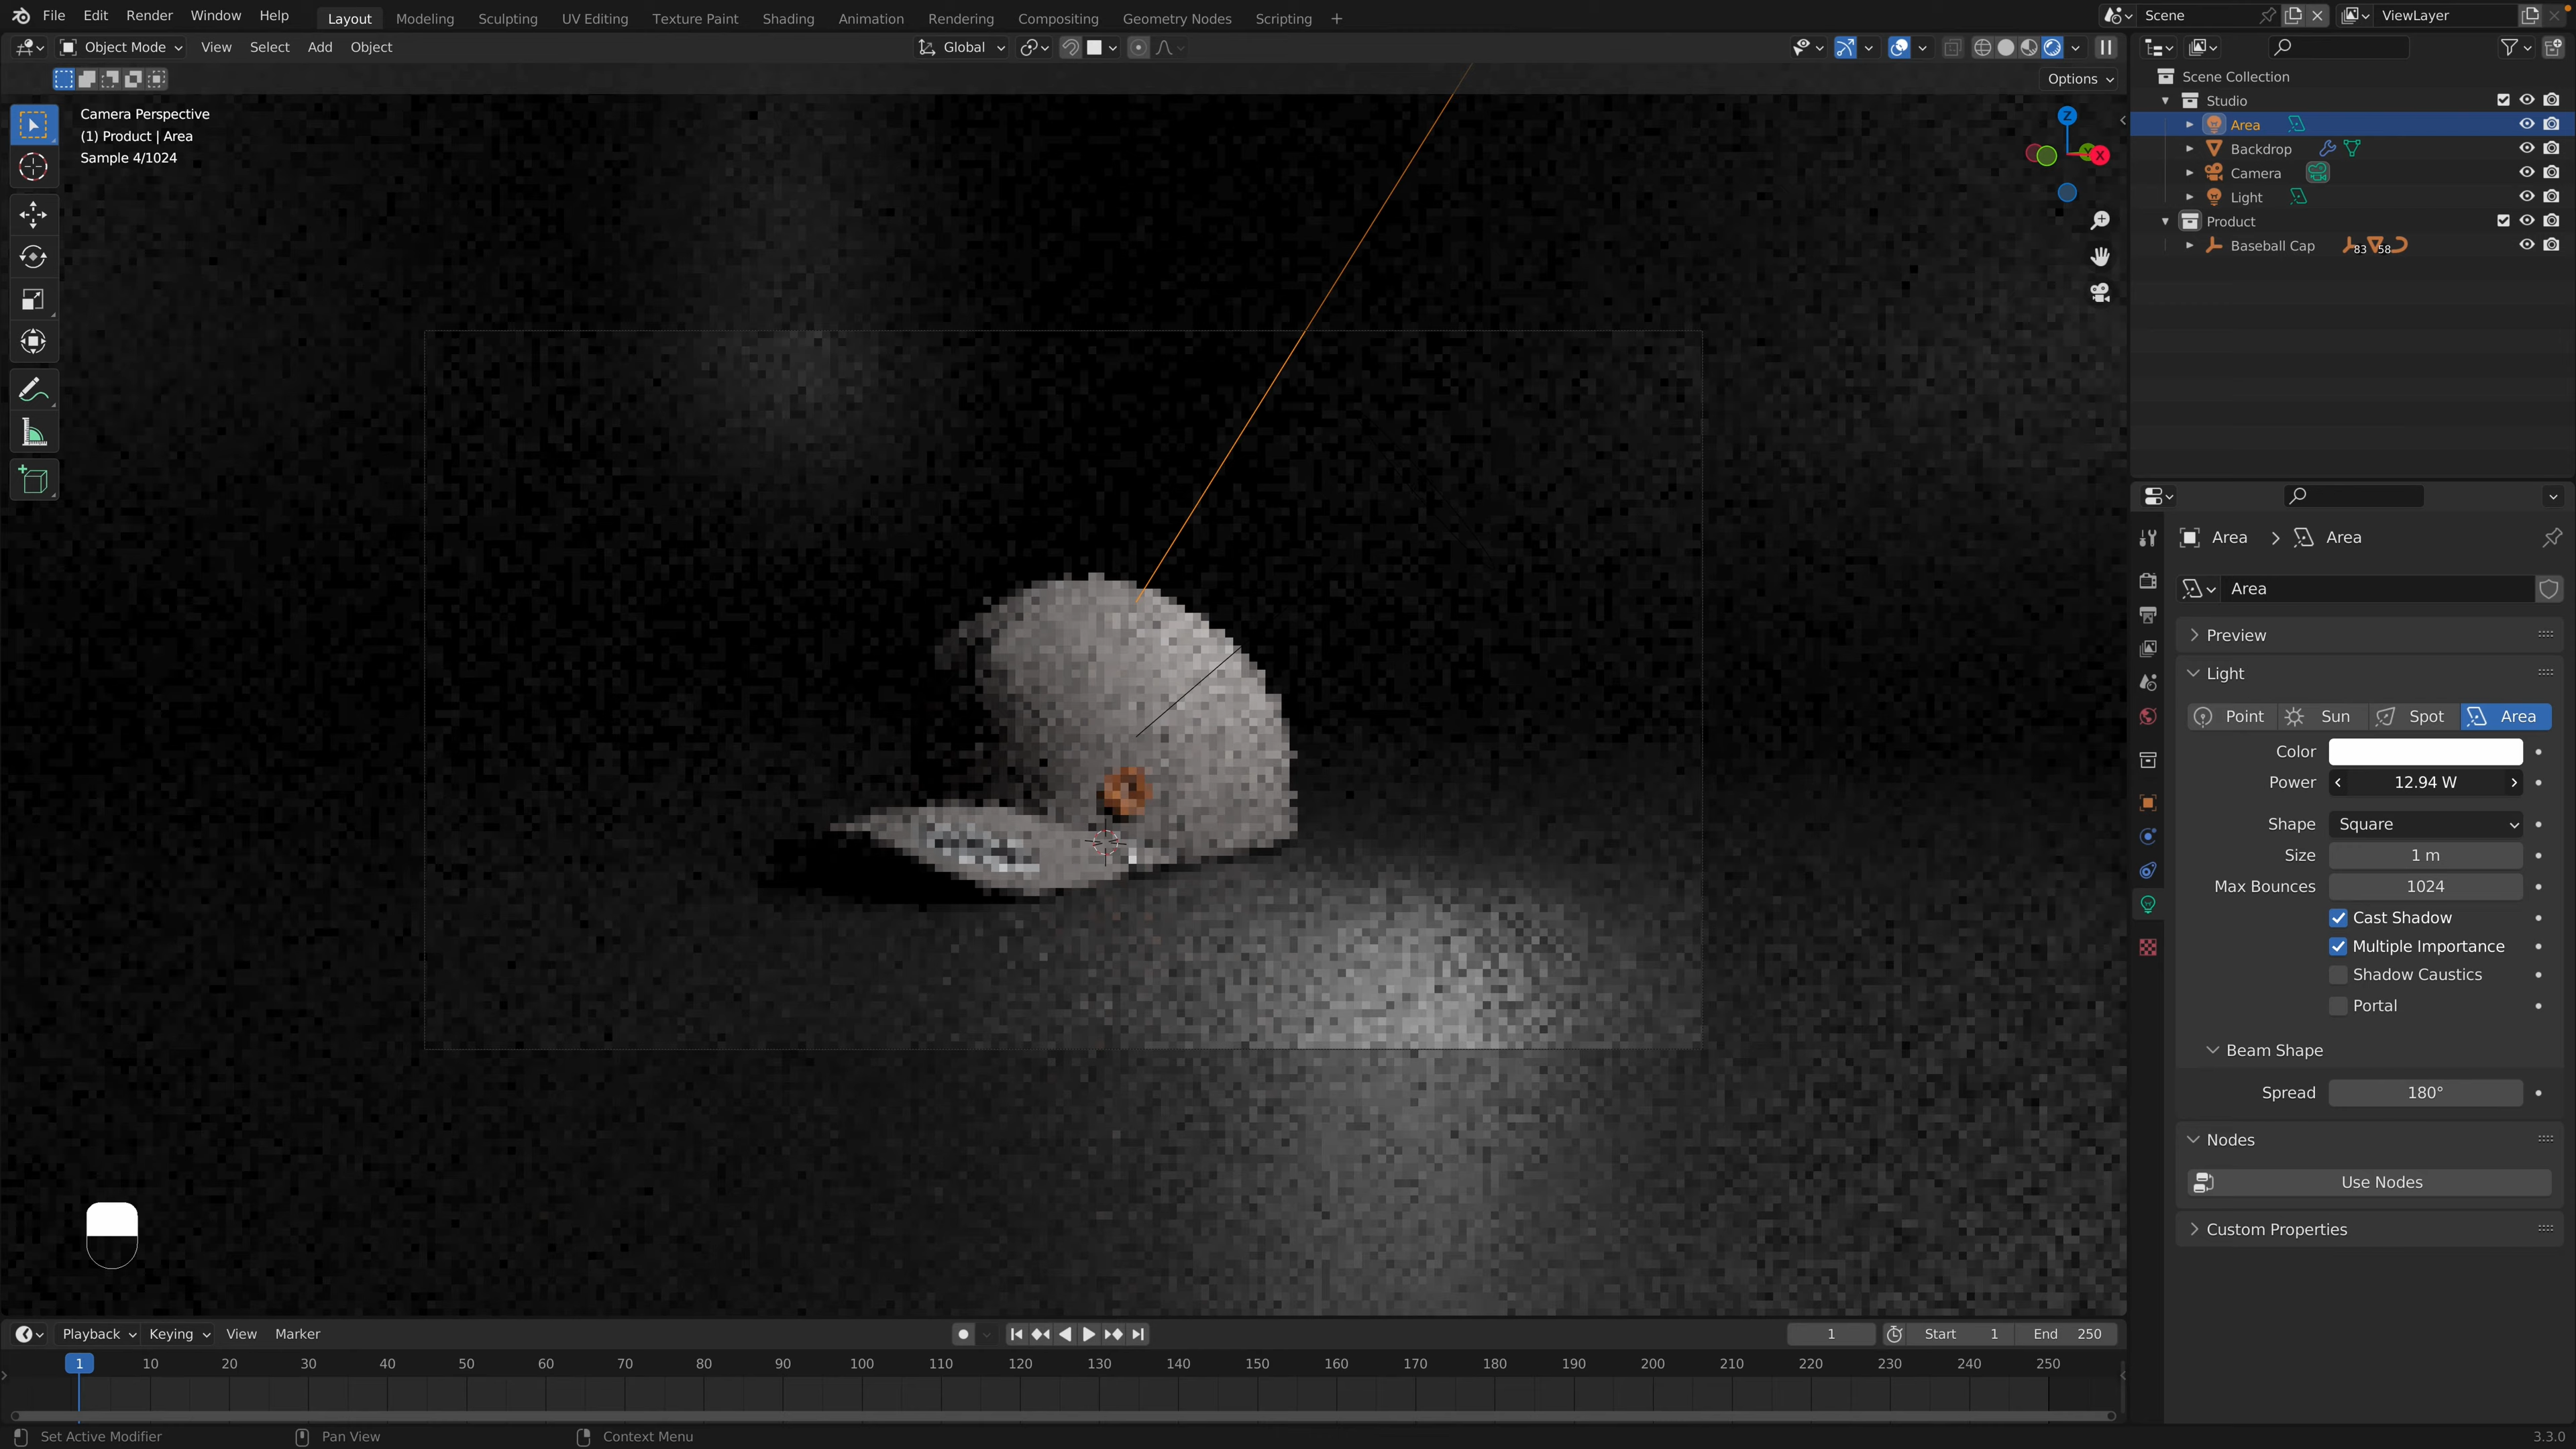 File Edit Render Window Help Layout Modeling Sculpting UV Editing Texture Paint Shading Animation Rendering Compositing Geometry Nodes Scripting + Scene ViewLayer
Object Mode View Select Add Object Global
Options
Camera Perspective
(1) Product | Area
Sample 4/1024
Z
Y
X
Scene Collection
Studio
Area
Backdrop
Camera
Light
Product
Baseball Cap 83 58
Area > Area
Area
Preview
Light
Point Sun Spot Area
Color
Power 12.94 W
Shape Square
Size 1 m
Max Bounces 1024
Cast Shadow
Multiple Importance
Shadow Caustics
Portal
Beam Shape
Spread 180°
Nodes
Use Nodes
Custom Properties
Playback Keying View Marker 1 Start 1 End 250
1 10 20 30 40 50 60 70 80 90 100 110 120 130 140 150 160 170 180 190 200 210 220 230 240 250
Set Active Modifier Pan View Context Menu 3.3.0